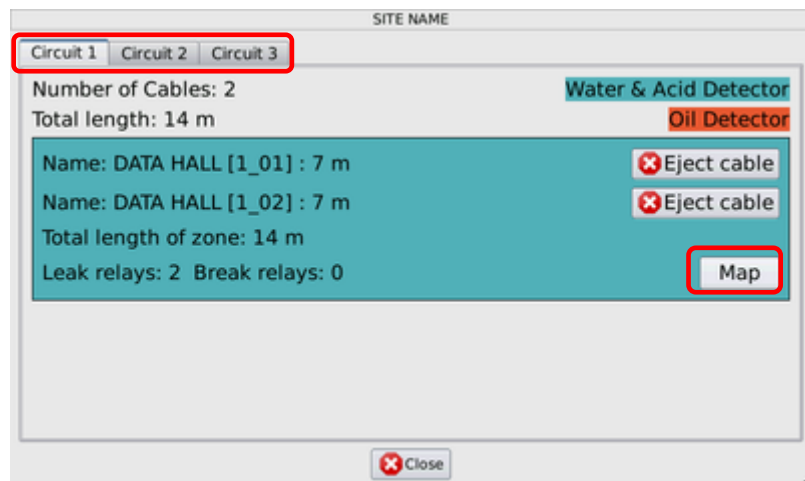 SITE NAME
Circuit 1 Circuit 2 Circuit 3
Number of Cables: 2 Water & Acid Detector
Total length: 14 m Oil Detector
Name: DATA HALL [1_01] : 7 m Eject cable
Name: DATA HALL [1_02] : 7 m Eject cable
Total length of zone: 14 m
Leak relays: 2 Break relays: 0 Map
Close